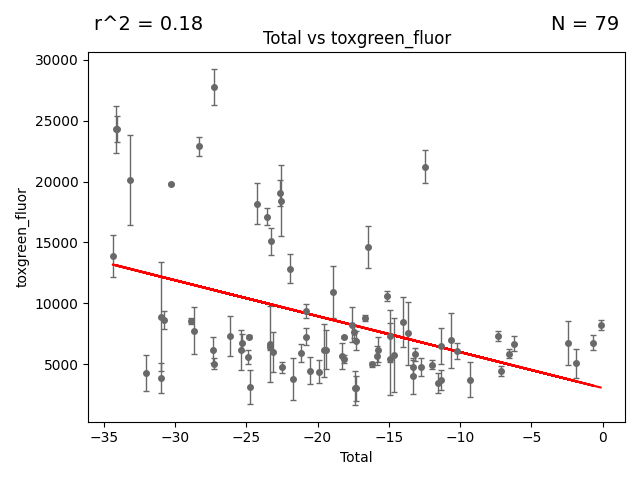 r^2 = 0.18
N = 79
Total vs toxgreen_fluor
30000
25000
20000
15000
10000
5000
toxgreen_fluor
−35
−30
−25
−20
−15
−10
−5
0
Total